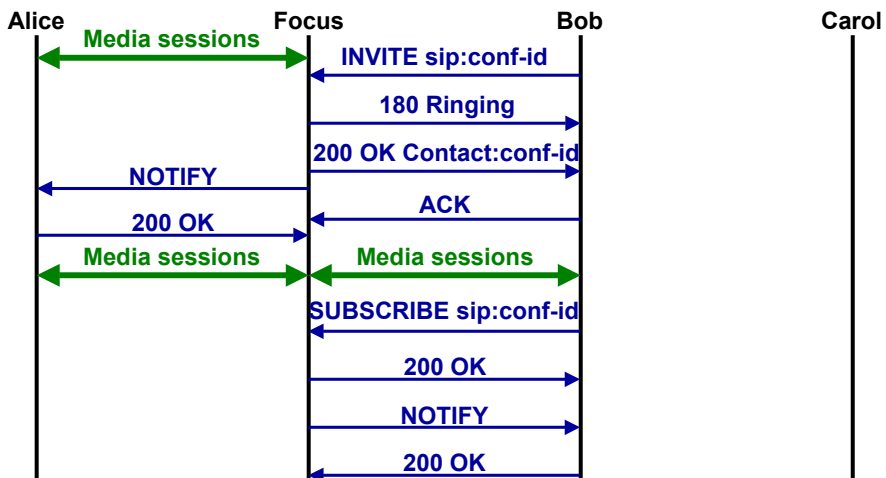 Alice Focus Bob Carol
Media sessions
INVITE sip:conf-id
180 Ringing
200 OK Contact:conf-id
NOTIFY
ACK
200 OK
Media sessions Media sessions
SUBSCRIBE sip:conf-id
200 OK
NOTIFY
200 OK